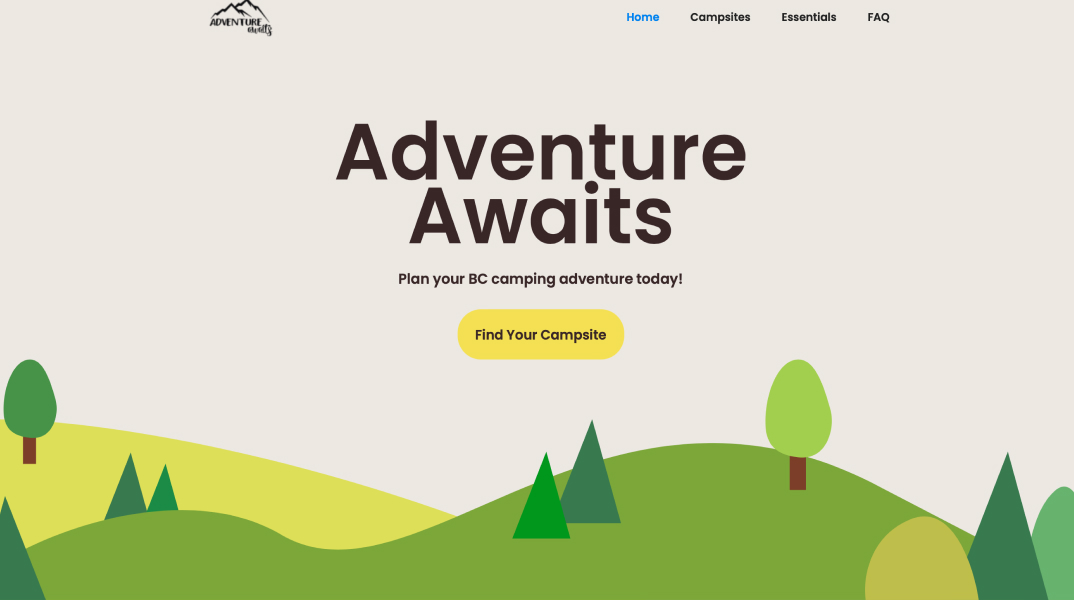 ADVENTURE
awaits
Home Campsites Essentials FAQ
Adventure
Awaits
Plan your BC camping adventure today!
Find Your Campsite